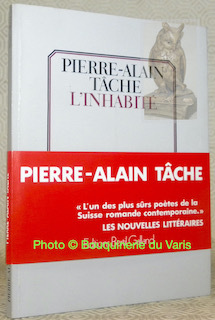 PIERRE-ALAIN
TÂCHE
L'INHABITÉ
PIERRE-ALAIN TÂCHE
« L'un des plus sûrs poètes de la
Suisse romande contemporaine. »
LES NOUVELLES LITTÉRAIRES
Photo © Bouquinerie du Varis